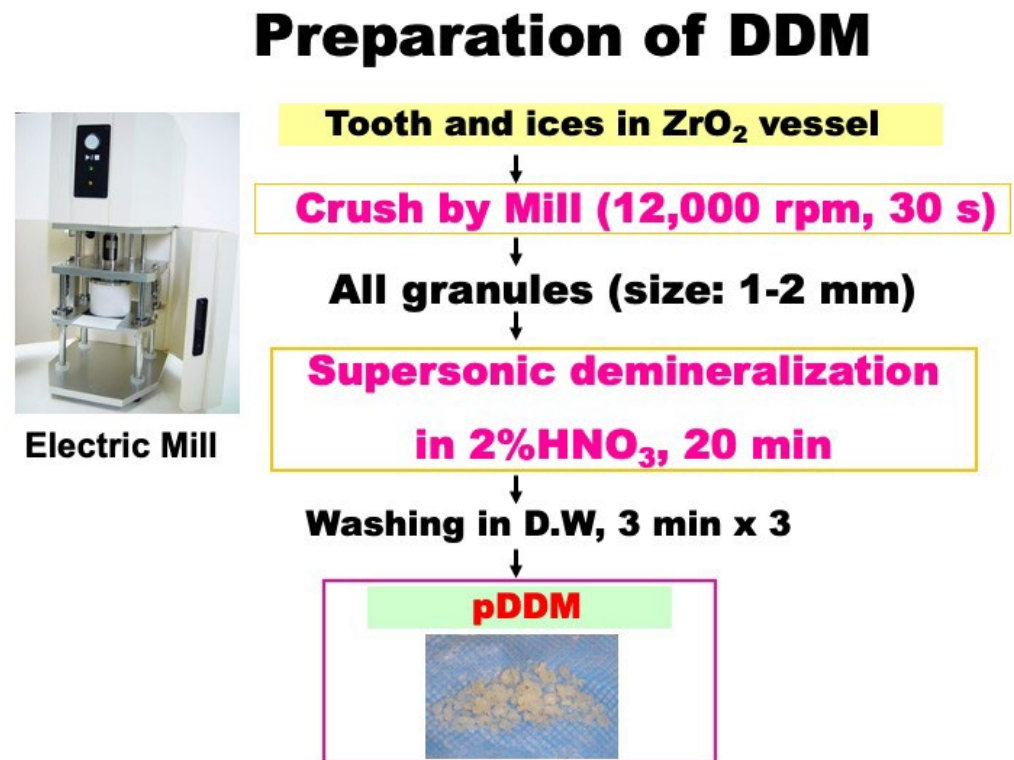 Preparation of DDM
Tooth and ices in ZrO₂ vessel
Crush by Mill (12,000 rpm, 30 s)
All granules (size: 1-2 mm)
Supersonic demineralization
in 2%HNO₃, 20 min
Electric Mill
Washing in D.W, 3 min x 3
pDDM